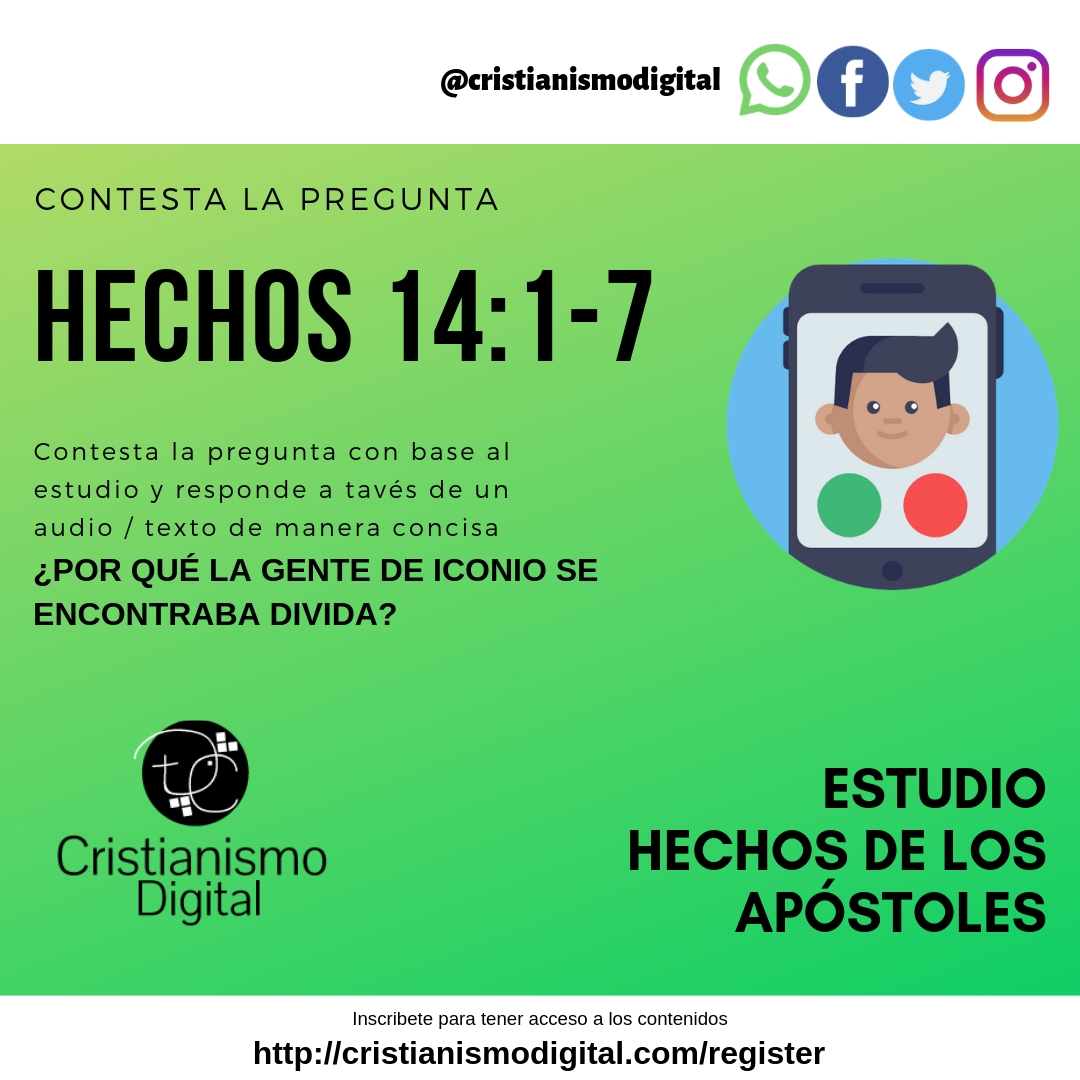 @cristianismodigital
CONTESTA LA PREGUNTA
HECHOS 14:1-7
Contesta la pregunta con base al
estudio y responde a tavés de un
audio / texto de manera concisa
¿POR QUÉ LA GENTE DE ICONIO SE
ENCONTRABA DIVIDA?
Cristianismo
Digital
ESTUDIO
HECHOS DE LOS
APÓSTOLES
Inscribete para tener acceso a los contenidos
http://cristianismodigital.com/register